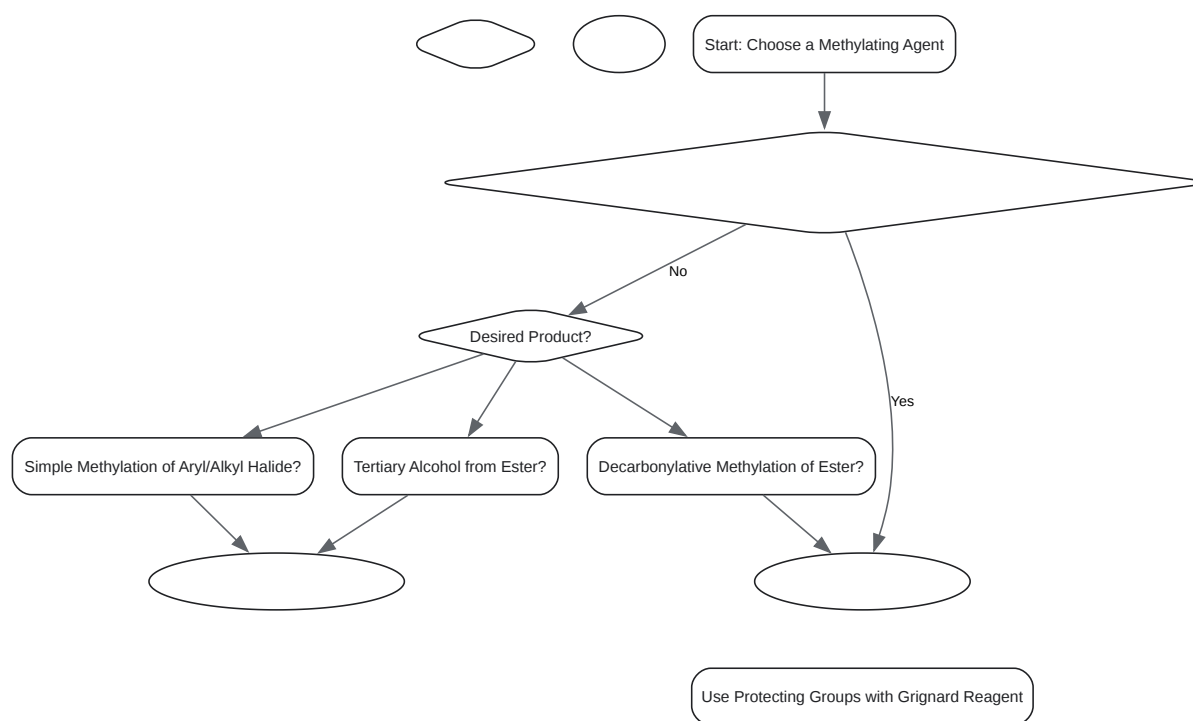 Start: Choose a Methylating Agent
No
Desired Product?
Yes
Simple Methylation of Aryl/Alkyl Halide?
Tertiary Alcohol from Ester?
Decarbonylative Methylation of Ester?
Use Protecting Groups with Grignard Reagent